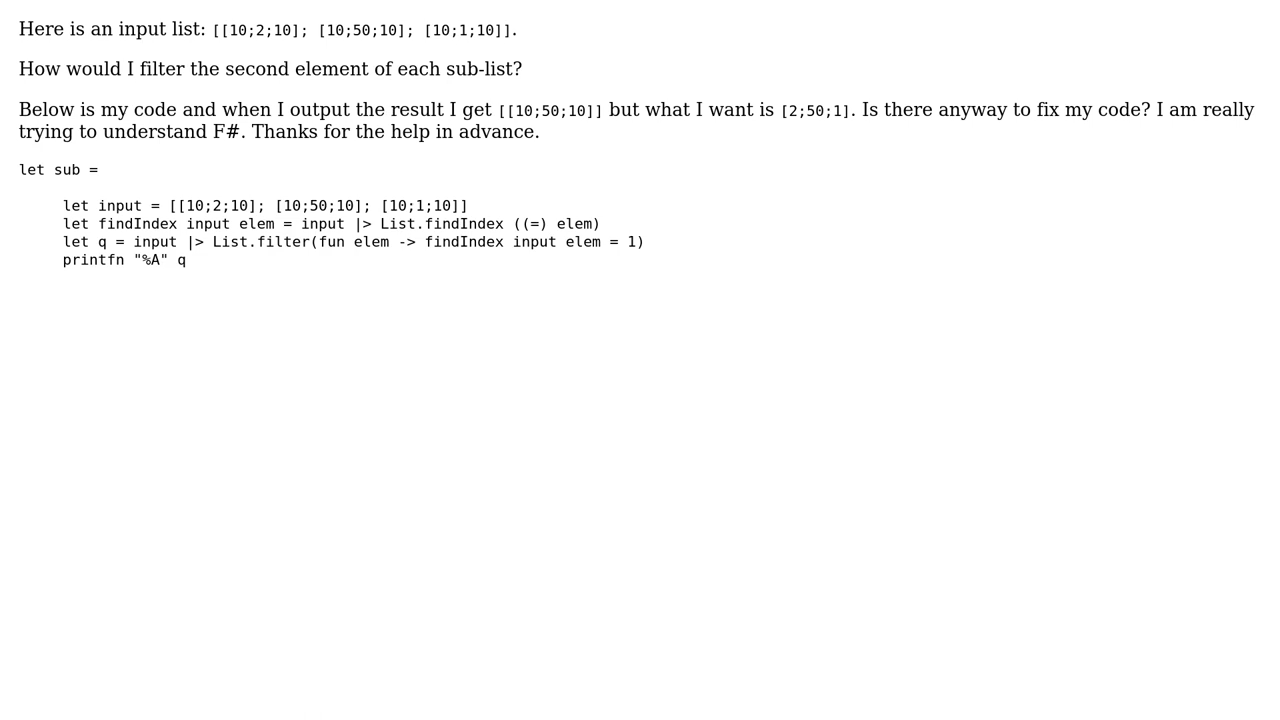 Here is an input list: [[10;2;10]; [10;50;10]; [10;1;10]].
How would I filter the second element of each sub-list?
Below is my code and when I output the result I get [[10;50;10]] but what I want is [2;50;1]. Is there anyway to fix my code? I am really
trying to understand F#. Thanks for the help in advance.
let sub =
     let input = [[10;2;10]; [10;50;10]; [10;1;10]]
     let findIndex input elem = input |> List.findIndex ((=) elem)
     let q = input |> List.filter(fun elem -> findIndex input elem = 1)
     printfn "%A" q